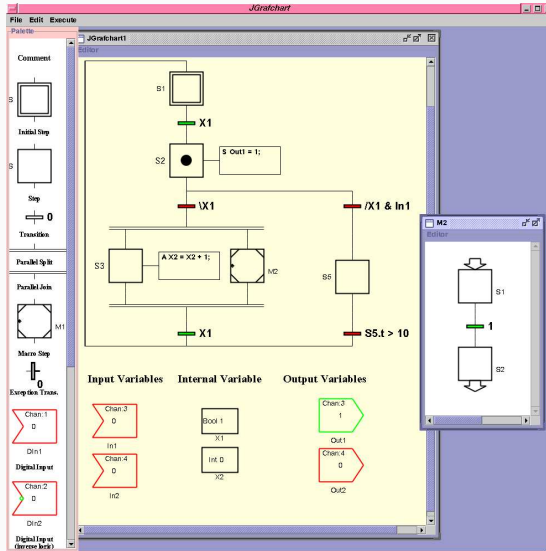 JGrafchart
File Edit Execute
Palette
Comment
S
Initial Step
S
Step
0
Transition
Parallel Split
Parallel Join
M1
Macro Step
0
Exception Trans.
Chan:1
0
DIn1
Digital Input
Chan:2
0
DIn2
Digital Input
(inverse logic)
JGrafchart1
Editor
S1
X1
S2
S Out1 = 1;
\X1
/X1 & In1
S3
A X2 = X2 + 1;
M2
S5
X1
S5.t > 10
Input Variables
Internal Variable
Output Variables
Chan:3
0
In1
Bool 1
X1
Chan:3
1
Out1
Chan:4
0
In2
Int 0
X2
Chan:4
0
Out2
M2
Editor
S1
1
S2